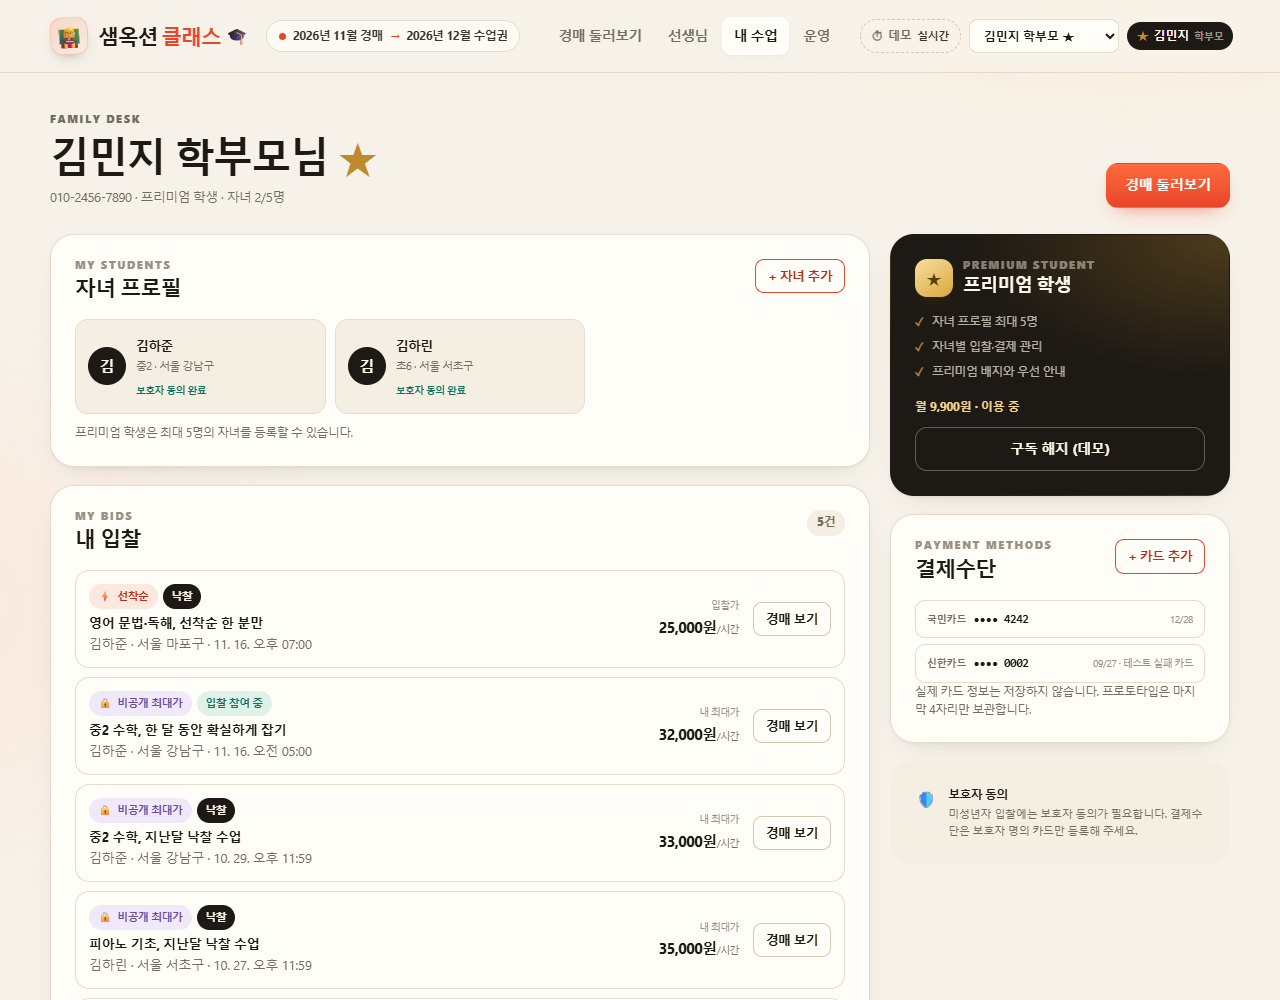 샘옥션 클래스
2026년 11월 경매 → 2026년 12월 수업권
경매 둘러보기
선생님
내 수업
운영
데모 실시간
김민지 학부모 ★
★ 김민지 학부모
FAMILY DESK
김민지 학부모님 ★
010-2456-7890 · 프리미엄 학생 · 자녀 2/5명
경매 둘러보기
MY STUDENTS
자녀 프로필
+ 자녀 추가
김
김하준
중2 · 서울 강남구
보호자 동의 완료
김
김하린
초6 · 서울 서초구
보호자 동의 완료
프리미엄 학생은 최대 5명의 자녀를 등록할 수 있습니다.
MY BIDS
내 입찰
5건
선착순 낙찰
영어 문법·독해, 선착순 한 분만
김하준 · 서울 마포구 · 11. 16. 오후 07:00
입찰가
25,000원/시간
경매 보기
비공개 최대가 입찰 참여 중
중2 수학, 한 달 동안 확실하게 잡기
김하준 · 서울 강남구 · 11. 16. 오전 05:00
내 최대가
32,000원/시간
경매 보기
비공개 최대가 낙찰
중2 수학, 지난달 낙찰 수업
김하준 · 서울 강남구 · 10. 29. 오후 11:59
내 최대가
33,000원/시간
경매 보기
비공개 최대가 낙찰
피아노 기초, 지난달 낙찰 수업
김하린 · 서울 서초구 · 10. 27. 오후 11:59
내 최대가
35,000원/시간
경매 보기
★
PREMIUM STUDENT
프리미엄 학생
✓ 자녀 프로필 최대 5명
✓ 자녀별 입찰·결제 관리
✓ 프리미엄 배지와 우선 안내
월 9,900원 · 이용 중
구독 해지 (데모)
PAYMENT METHODS
결제수단
+ 카드 추가
국민카드 •••• 4242 12/28
신한카드 •••• 0002 09/27 · 테스트 실패 카드
실제 카드 정보는 저장하지 않습니다. 프로토타입은 마지
막 4자리만 보관합니다.
보호자 동의
미성년자 입찰에는 보호자 동의가 필요합니다. 결제수
단은 보호자 명의 카드만 등록해 주세요.